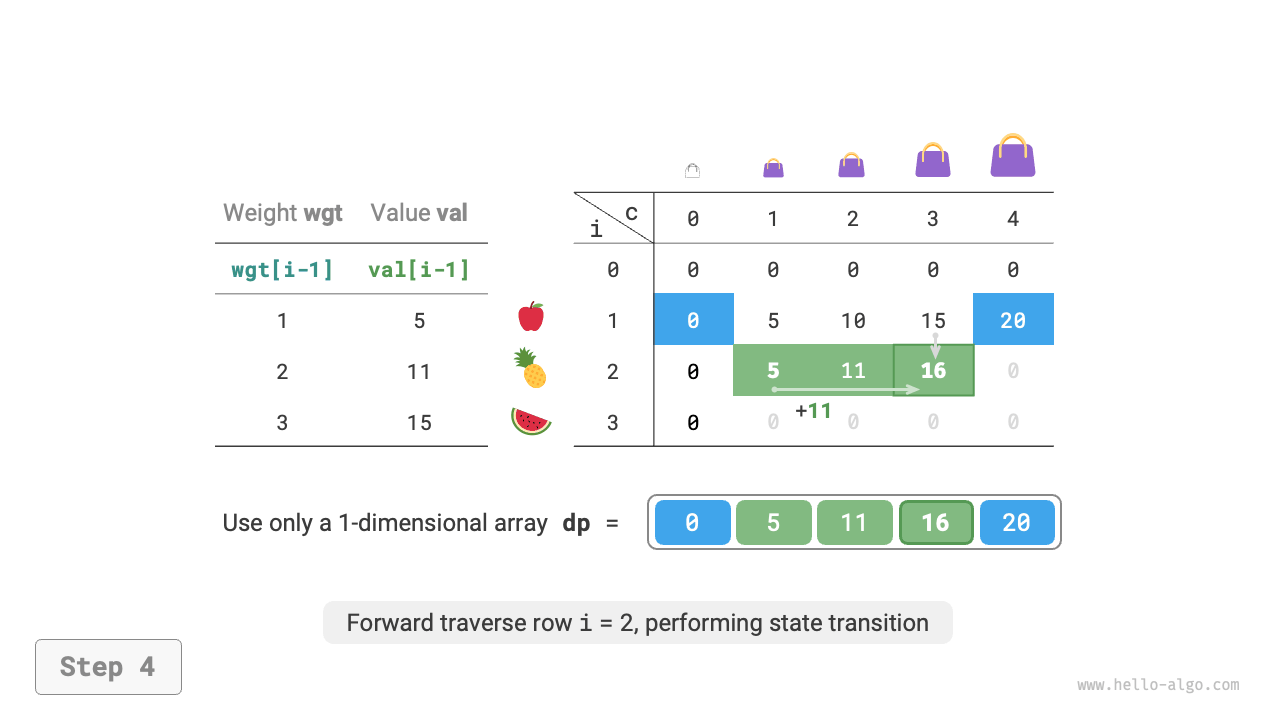 Weight wgt Value val
wgt[i-1] val[i-1]
1 5
2 11
3 15
c
i
0 1 2 3 4
0 0 0 0 0 0
1 0 5 10 15 20
2 0 5 11 16 0
+11
3 0 0 0 0 0
Use only a 1-dimensional array dp = 0 5 11 16 20
Forward traverse row i = 2, performing state transition
Step 4
www.hello-algo.com